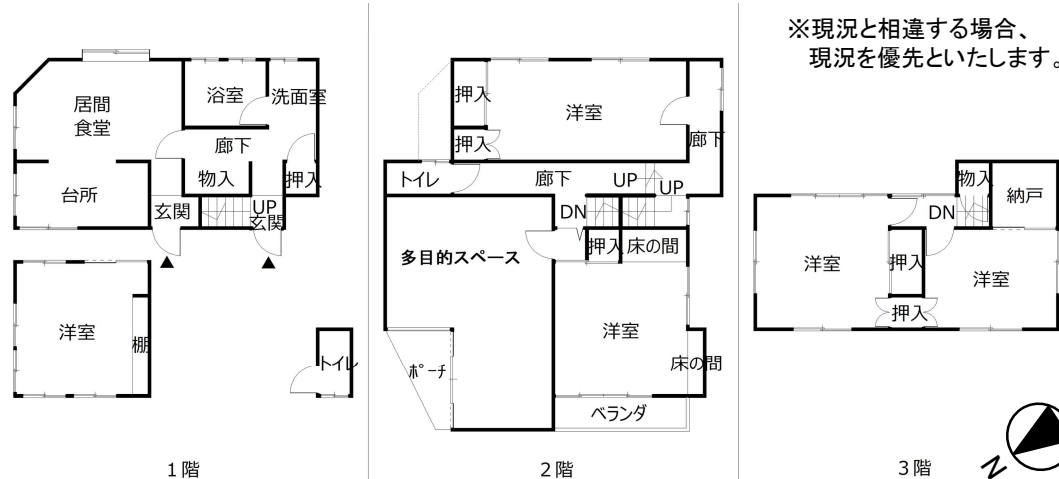 ※現況と相違する場合、
現況を優先といたします。
居間
食堂
浴室
洗面室
廊下
物入
押入
台所
玄関
UP
玄関
▲
▲
洋室
棚
トイレ
1階
押入
洋室
押入
廊下
トイレ
廊下
UP
UP
DN
押入
床の間
多目的スペース
洋室
床の間
ポーチ
ベランダ
2階
物入
納戸
DN
洋室
押入
洋室
押入
3階
N